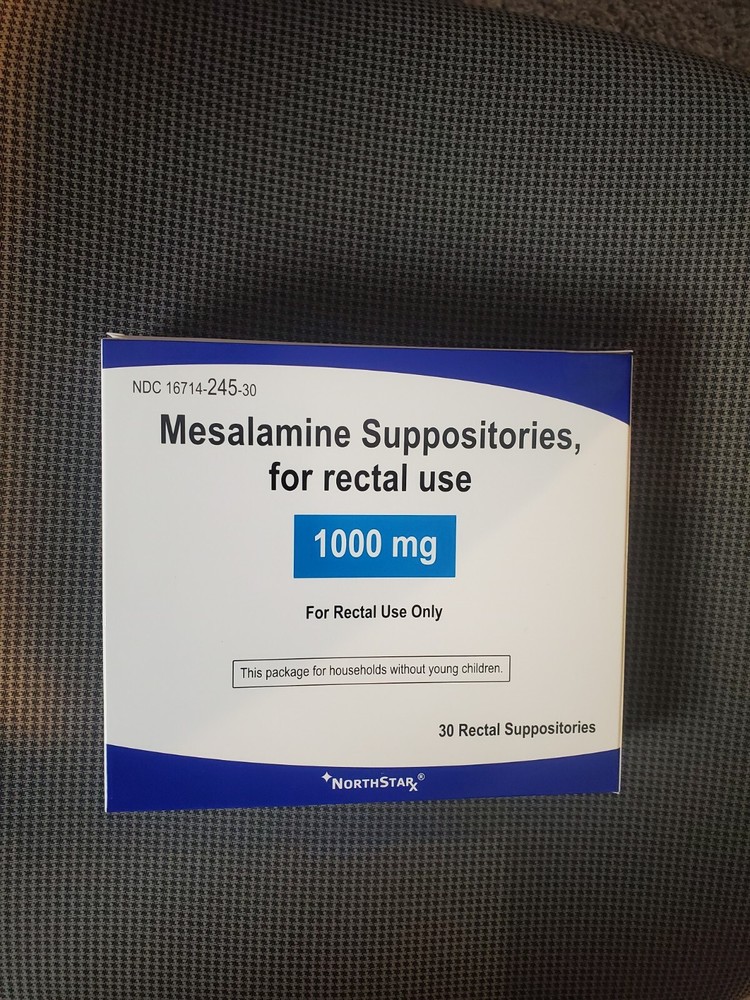 NDC 16714-245-30
Mesalamine Suppositories,
for rectal use
1000 mg
For Rectal Use Only
This package for households without young children.
30 Rectal Suppositories
NORTHSTARx®